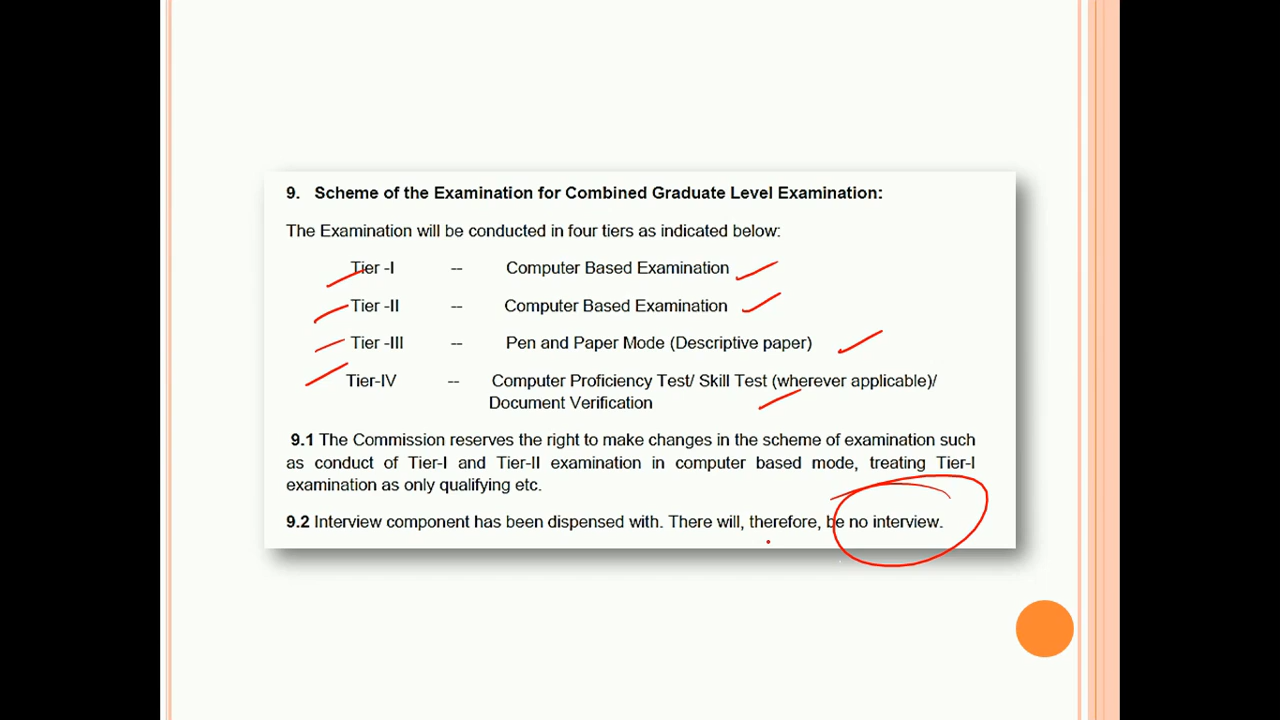 9. Scheme of the Examination for Combined Graduate Level Examination:
The Examination will be conducted in four tiers as indicated below:
Tier -I -- Computer Based Examination
Tier -II -- Computer Based Examination
Tier -III -- Pen and Paper Mode (Descriptive paper)
Tier-IV -- Computer Proficiency Test/ Skill Test (wherever applicable)/
Document Verification
9.1 The Commission reserves the right to make changes in the scheme of examination such
as conduct of Tier-I and Tier-II examination in computer based mode, treating Tier-I
examination as only qualifying etc.
9.2 Interview component has been dispensed with. There will, therefore, be no interview.